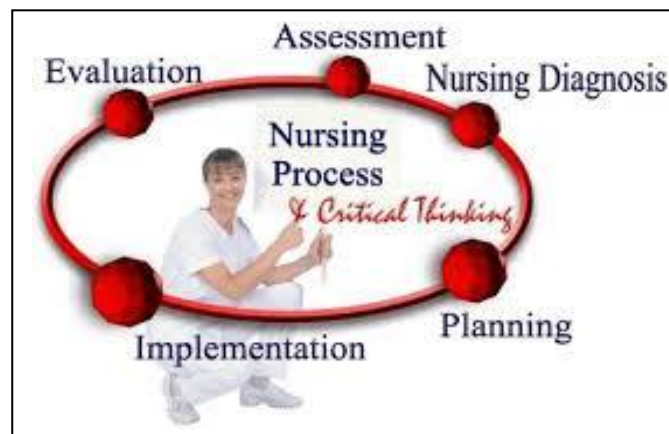 Assessment
Evaluation
Nursing Diagnosis
Nursing
Process
& Critical Thinking
Planning
Implementation